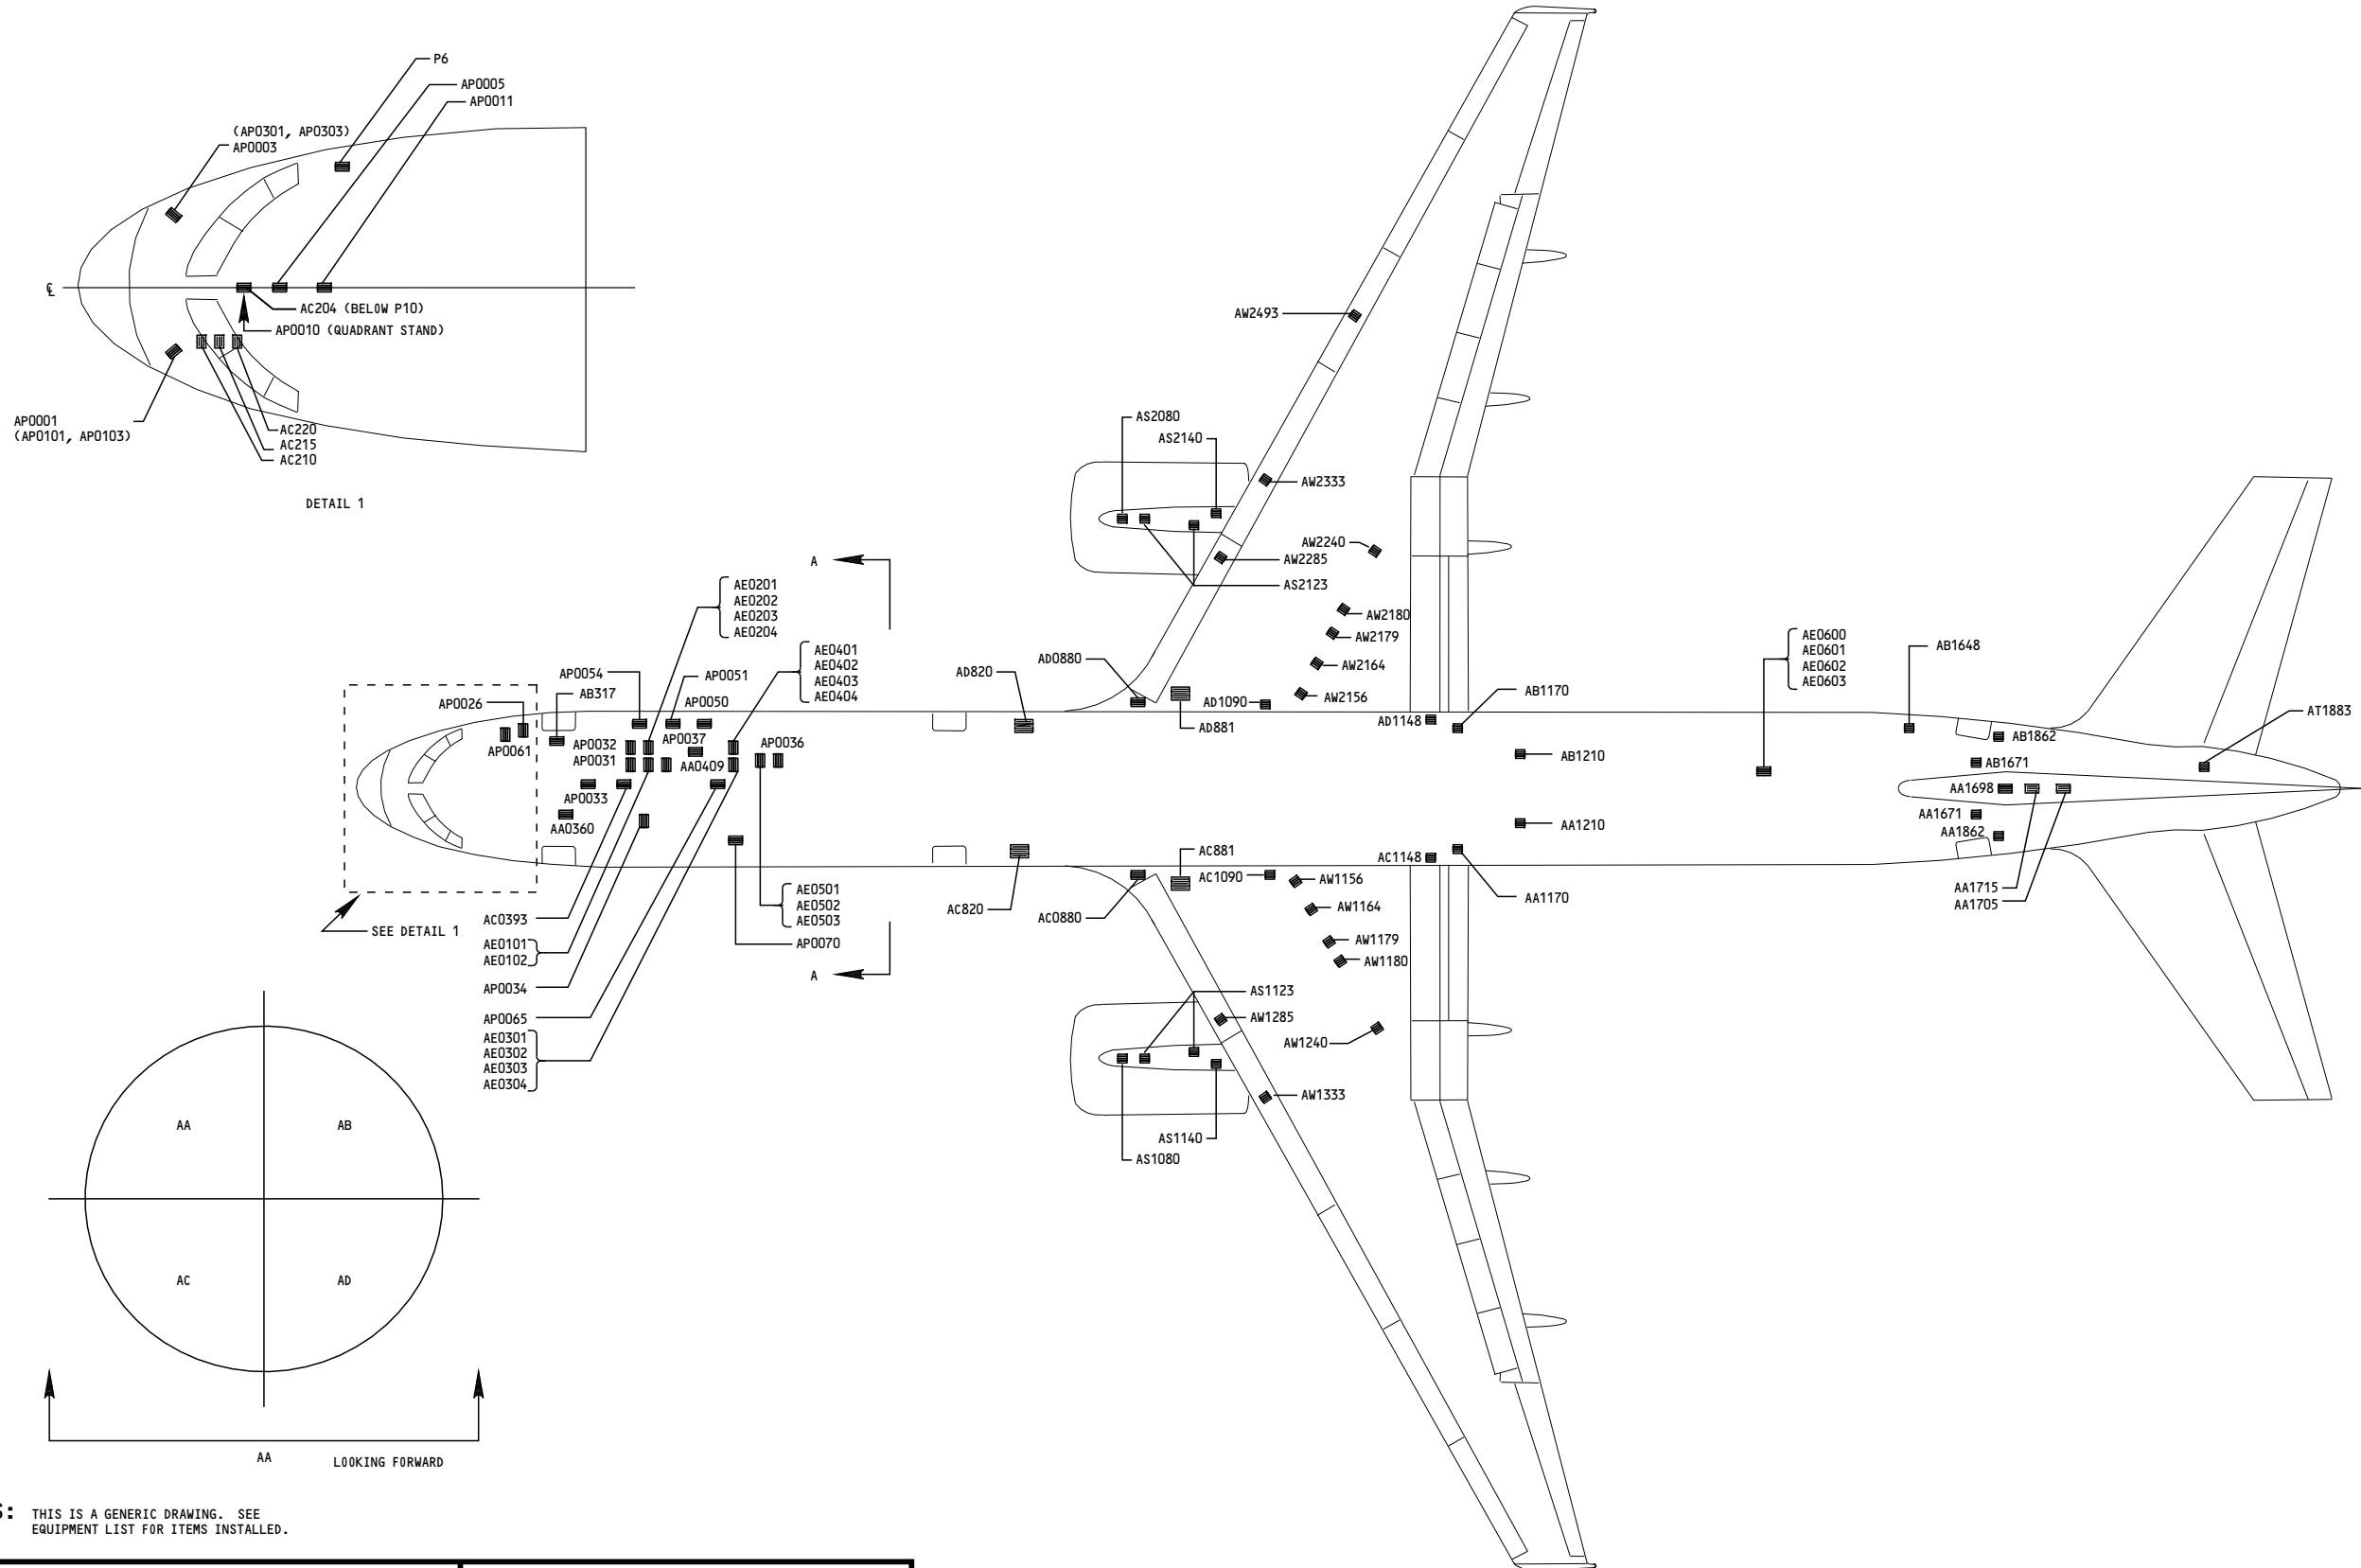 P6
AP0005
AP0011
(AP0301, AP0303)
AP0003
℄
AC204 (BELOW P10)
AP0010 (QUADRANT STAND)
AP0001
(AP0101, AP0103)
AC220
AC215
AC210
DETAIL 1
AW2493
AS2080
AS2140
AW2333
AW2240
AW2285
AS2123
A
AE0201
AE0202
AE0203
AE0204
AW2180
AW2179
AW2164
AW2156
AE0401
AE0402
AE0403
AE0404
AP0054
AP0051
AB317
AP0050
AP0026
AD820
AD0880
AD1090
AD881
AB1170
AD1148
AE0600
AE0601
AE0602
AE0603
AB1648
AT1883
AB1862
AP0061
AP0032
AP0037
AP0036
AP0031
AA0409
AB1210
AB1671
AP0033
AA1698
AA0360
AA1210
AA1671
AA1862
AC881
AC1148
AC1090
AW1156
AE0501
AE0502
AE0503
AC820
AC0880
AW1164
AA1170
AA1715
AA1705
AC0393
SEE DETAIL 1
AE0101
AE0102
AP0070
A
AW1179
AW1180
AP0034
AS1123
AP0065
AW1285
AE0301
AE0302
AE0303
AE0304
AW1240
AW1333
AS1140
AS1080
AA
AB
AC
AD
AA
LOOKING FORWARD
S: THIS IS A GENERIC DRAWING. SEE
EQUIPMENT LIST FOR ITEMS INSTALLED.